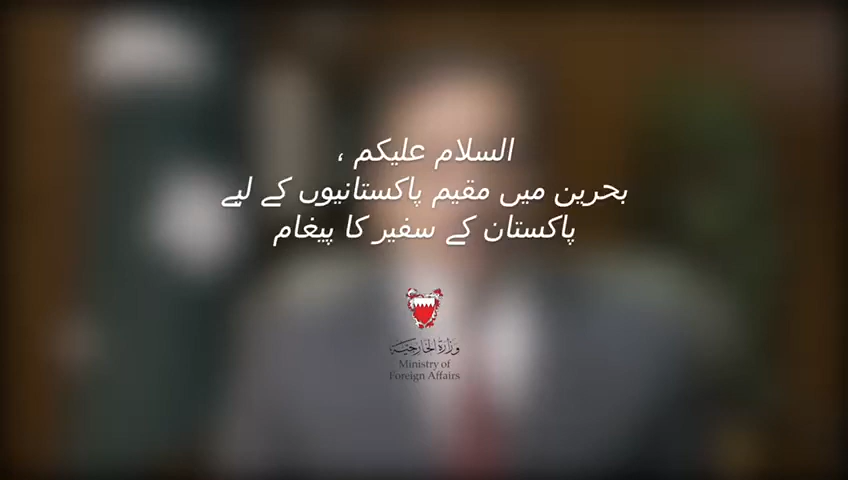 السلام علیکم ،
بحرین میں مقیم پاکستانیوں کے لیے
پاکستان کے سفیر کا پیغام
وزارة الخارجية
Ministry of
Foreign Affairs